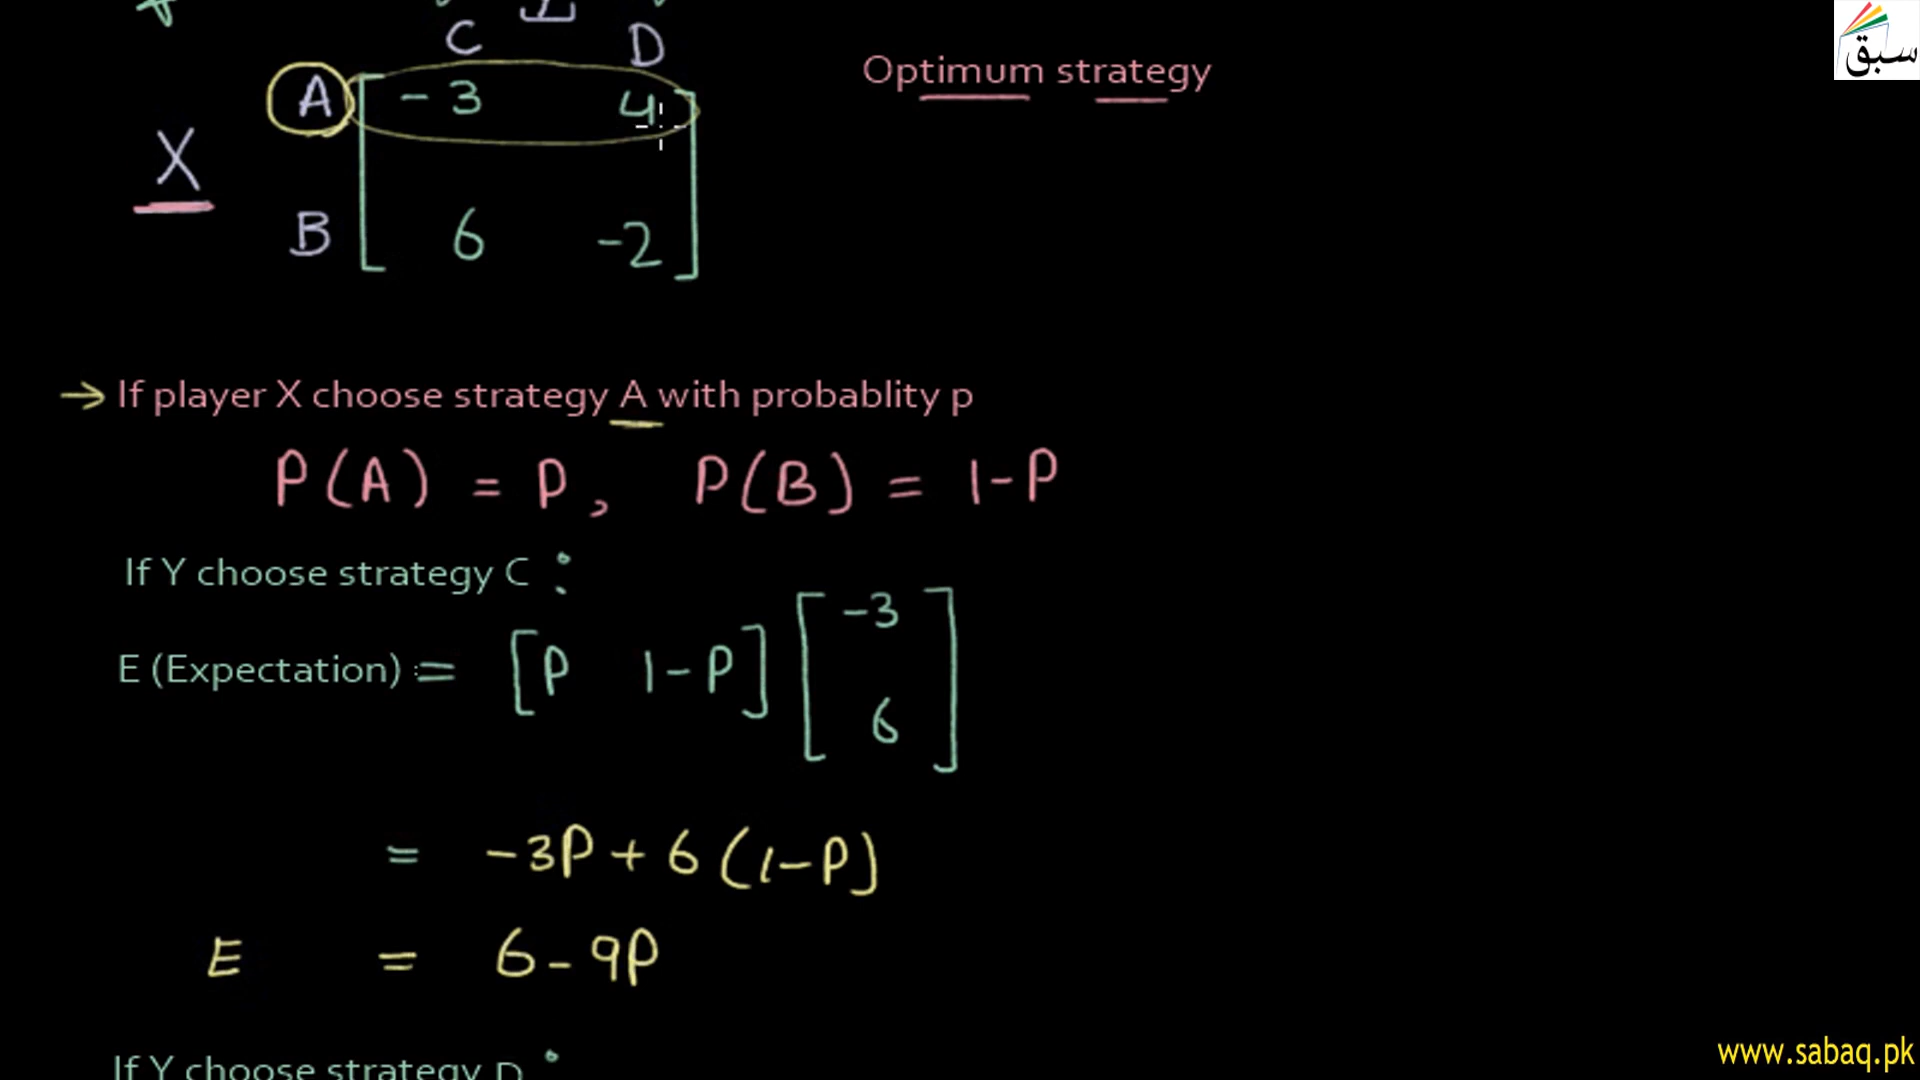 C D
Optimum strategy
سبق
A -3 4
X
B 6 -2
→ If player X choose strategy A with probablity p
P(A) = P, P(B) = 1-P
If Y choose strategy C :
E (Expectation) = [P 1-P] [-3
6]
= -3P + 6 (1-P)
E = 6-9P
If Y choose strategy D :
www.sabaq.pk